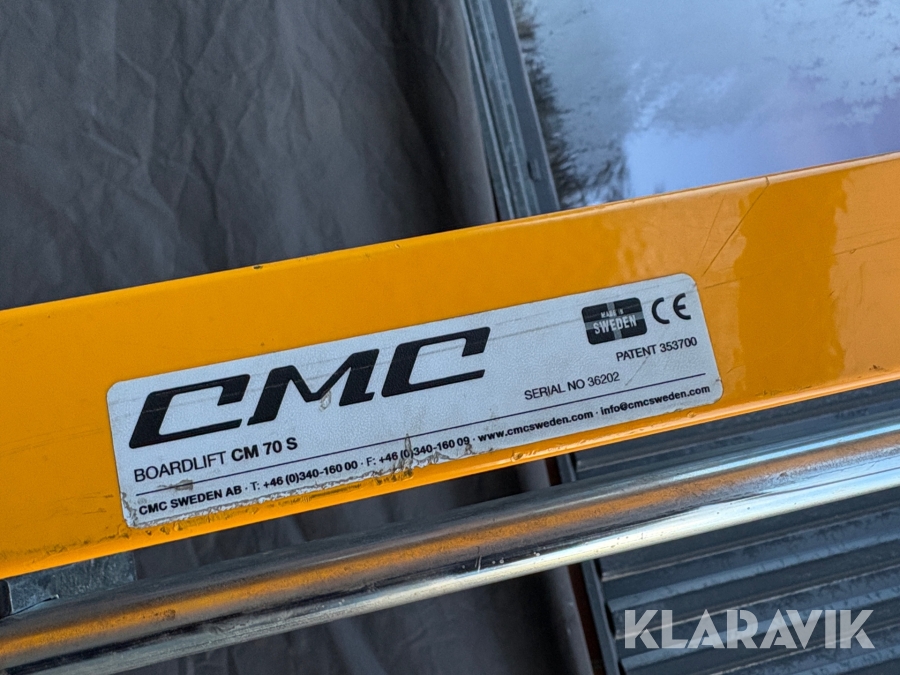 CMC
MADE IN
SWEDEN
CE
PATENT 353700
SERIAL NO 36202
BOARDLIFT CM 70 S
CMC SWEDEN AB · T: +46 (0)340-160 00 · F: +46 (0)340-160 09 · www.cmcsweden.com · info@cmcsweden.com
KLARAVIK